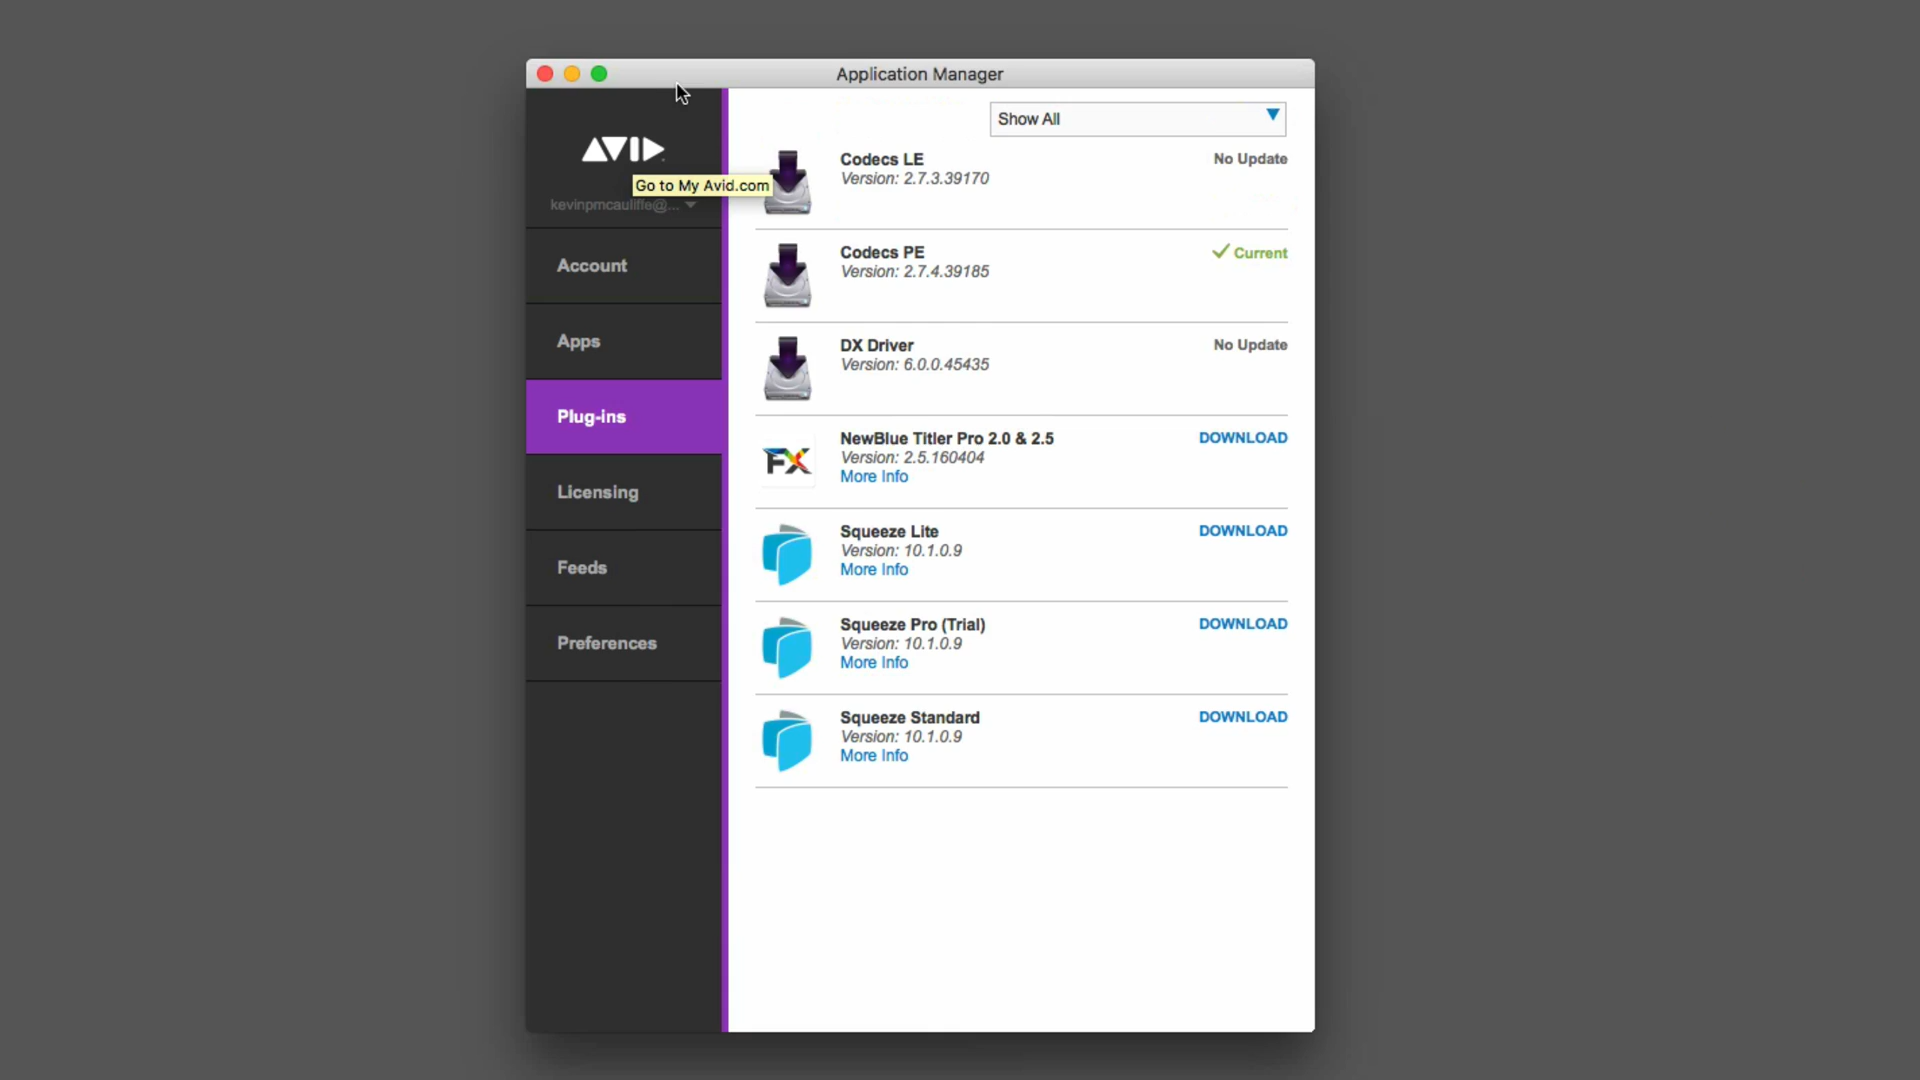 Application Manager
AVID
Show All
Go to My Avid.com
kevinpmcauliffe@...
Account
Apps
Plug-ins
Licensing
Feeds
Preferences
Codecs LE
No Update
Version: 2.7.3.39170
Codecs PE
Current
Version: 2.7.4.39185
DX Driver
No Update
Version: 6.0.0.45435
FX
NewBlue Titler Pro 2.0 & 2.5
DOWNLOAD
Version: 2.5.160404
More Info
Squeeze Lite
DOWNLOAD
Version: 10.1.0.9
More Info
Squeeze Pro (Trial)
DOWNLOAD
Version: 10.1.0.9
More Info
Squeeze Standard
DOWNLOAD
Version: 10.1.0.9
More Info